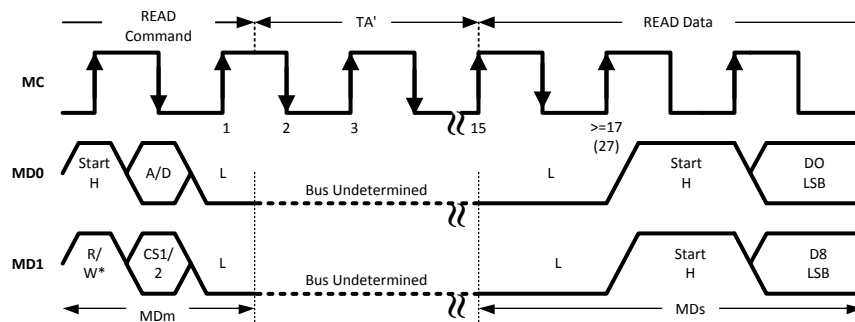 READ Command TA' READ Data
MC
1 2 3 15 >=17 (27)
MD0 Start H A/D L Bus Undetermined L Start H DO LSB
MD1 R/ W* CS1/ 2 L Bus Undetermined L Start H D8 LSB
MDm MDs